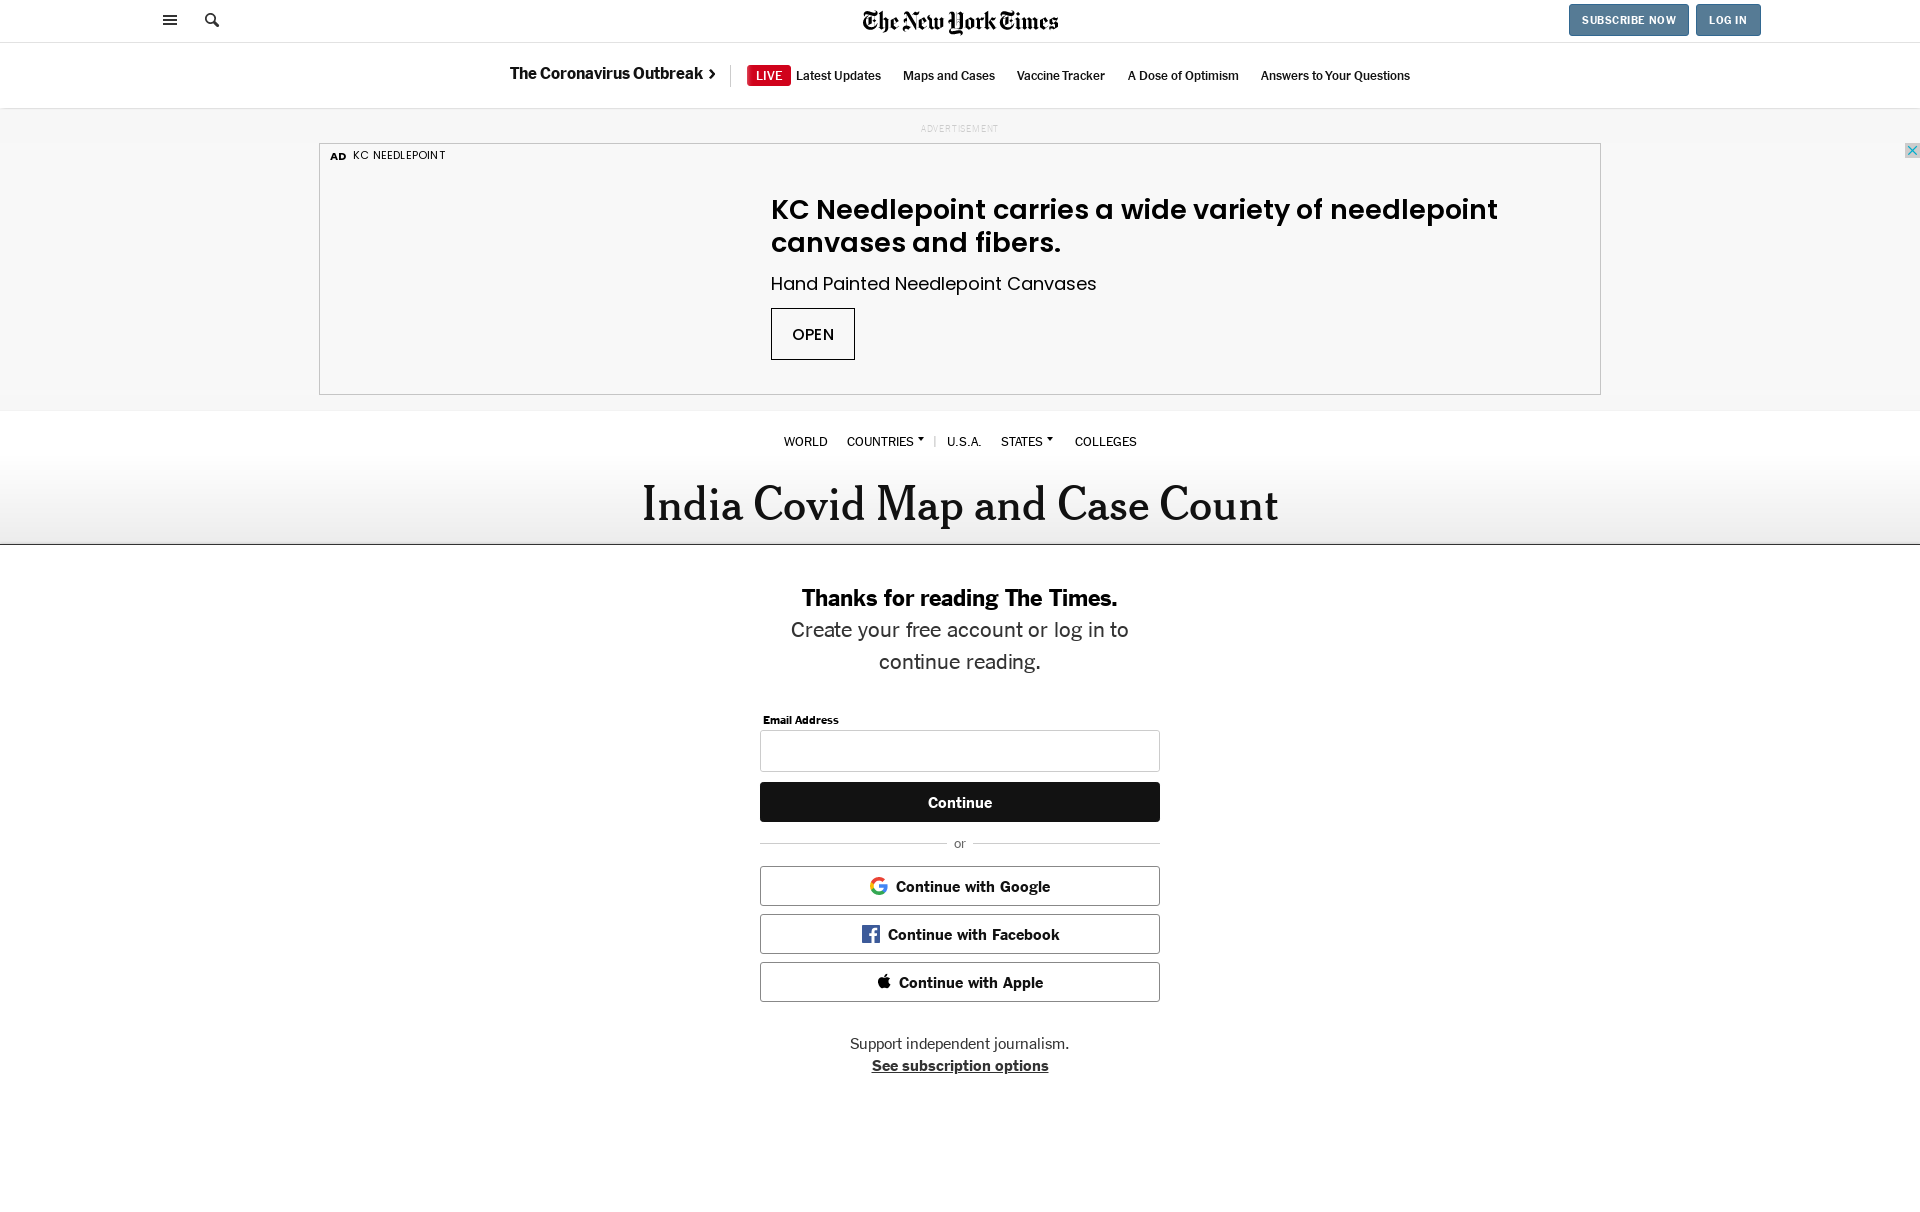 The New York Times
SUBSCRIBE NOW
LOG IN
The Coronavirus Outbreak ›
LIVE Latest Updates
Maps and Cases
Vaccine Tracker
A Dose of Optimism
Answers to Your Questions
ADVERTISEMENT
AD KC NEEDLEPOINT
KC Needlepoint carries a wide variety of needlepoint
canvases and fibers.
Hand Painted Needlepoint Canvases
OPEN
WORLD COUNTRIES | U.S.A. STATES COLLEGES
India Covid Map and Case Count
Thanks for reading The Times.
Create your free account or log in to
continue reading.
Email Address
Continue
or
Continue with Google
Continue with Facebook
Continue with Apple
Support independent journalism.
See subscription options